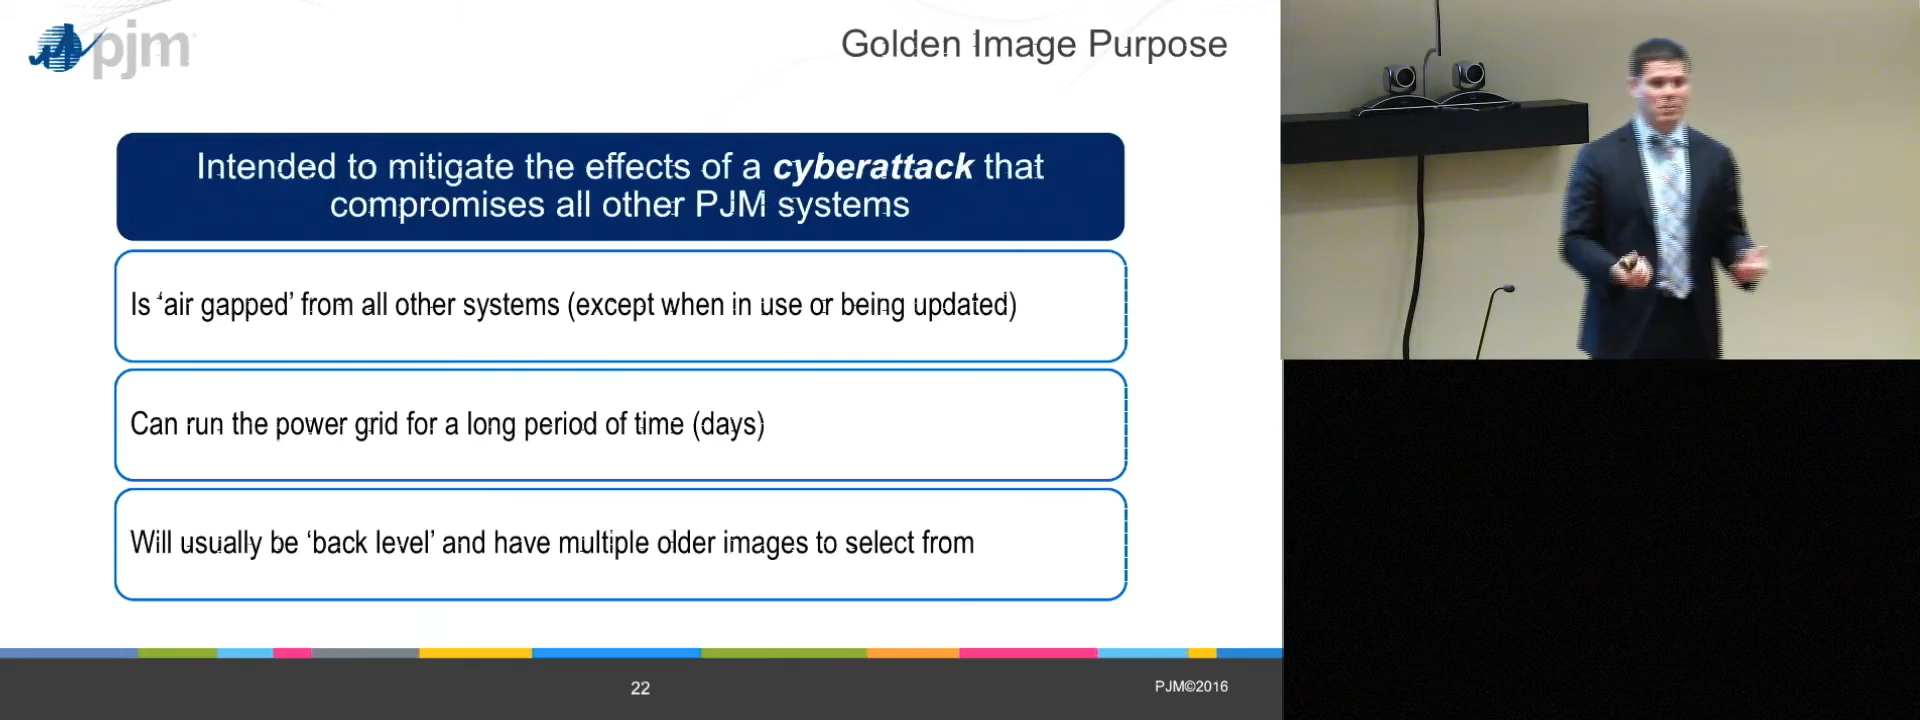 pjm
Golden Image Purpose
Intended to mitigate the effects of a cyberattack that
compromises all other PJM systems
Is ‘air gapped’ from all other systems (except when in use or being updated)
Can run the power grid for a long period of time (days)
Will usually be ‘back level’ and have multiple older images to select from
22
PJM©2016